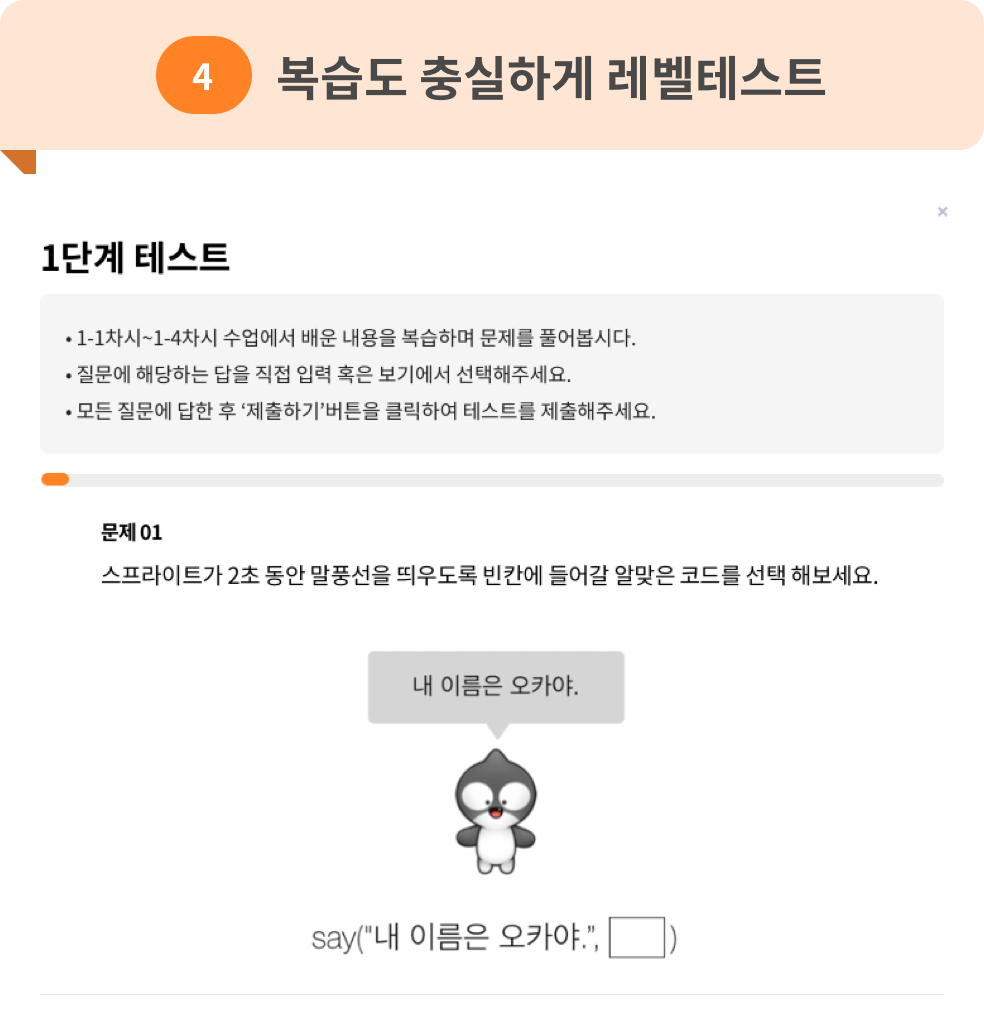 4 복습도 충실하게 레벨테스트
×
1단계 테스트
• 1-1차시~1-4차시 수업에서 배운 내용을 복습하며 문제를 풀어봅시다.
• 질문에 해당하는 답을 직접 입력 혹은 보기에서 선택해주세요.
• 모든 질문에 답한 후 ‘제출하기’버튼을 클릭하여 테스트를 제출해주세요.
문제 01
스프라이트가 2초 동안 말풍선을 띄우도록 빈칸에 들어갈 알맞은 코드를 선택 해보세요.
내 이름은 오카야.
say("내 이름은 오카야.”, )